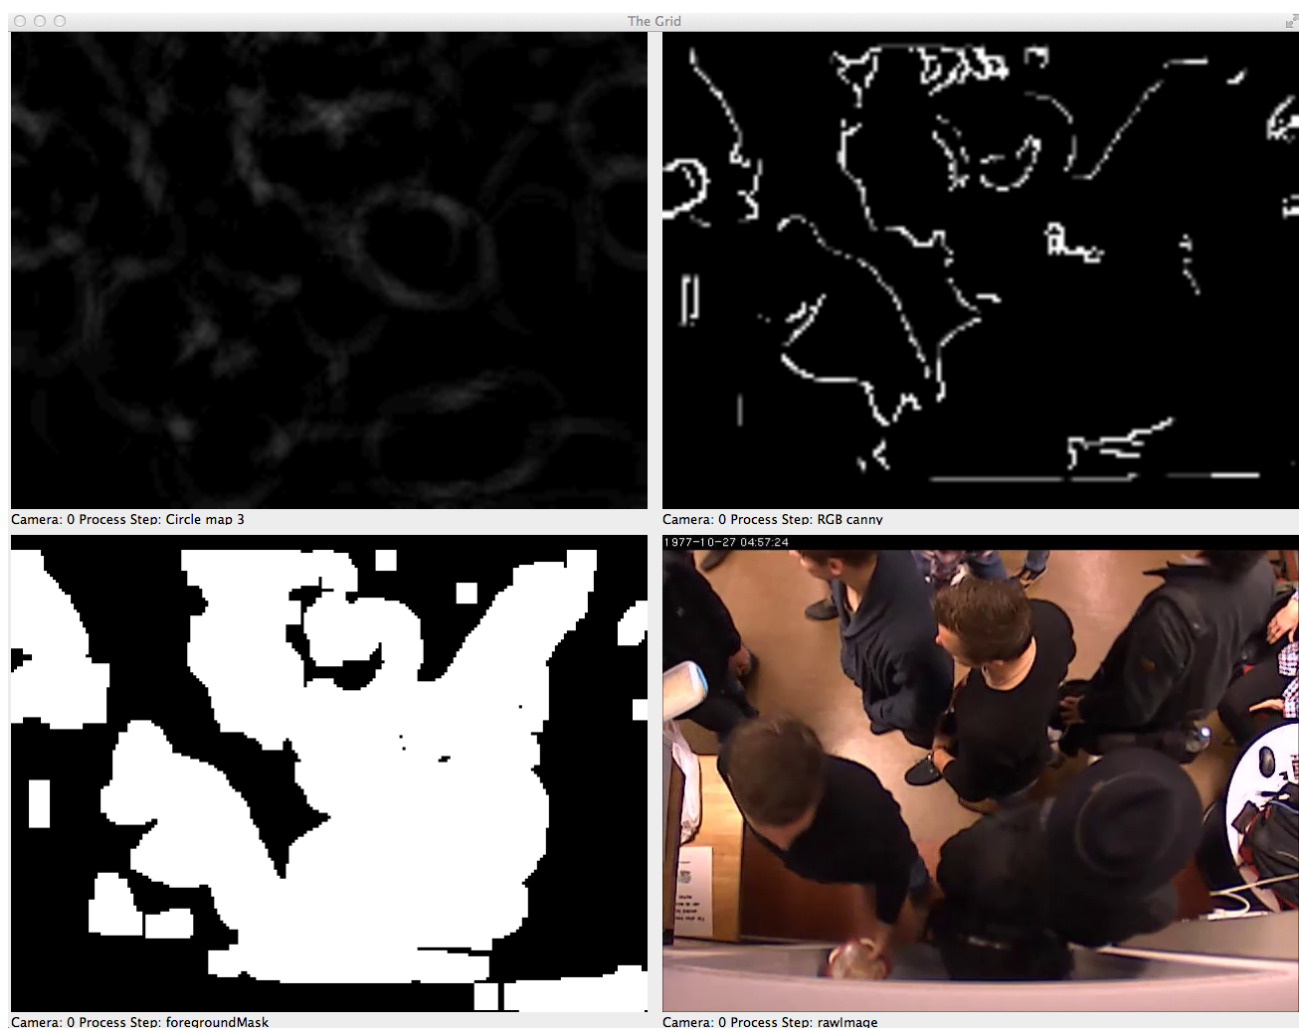 The Grid
Camera: 0 Process Step: Circle map 3
Camera: 0 Process Step: RGB canny
1977-10-27 04:57:24
Camera: 0 Process Step: foregroundMask
Camera: 0 Process Step: rawImage